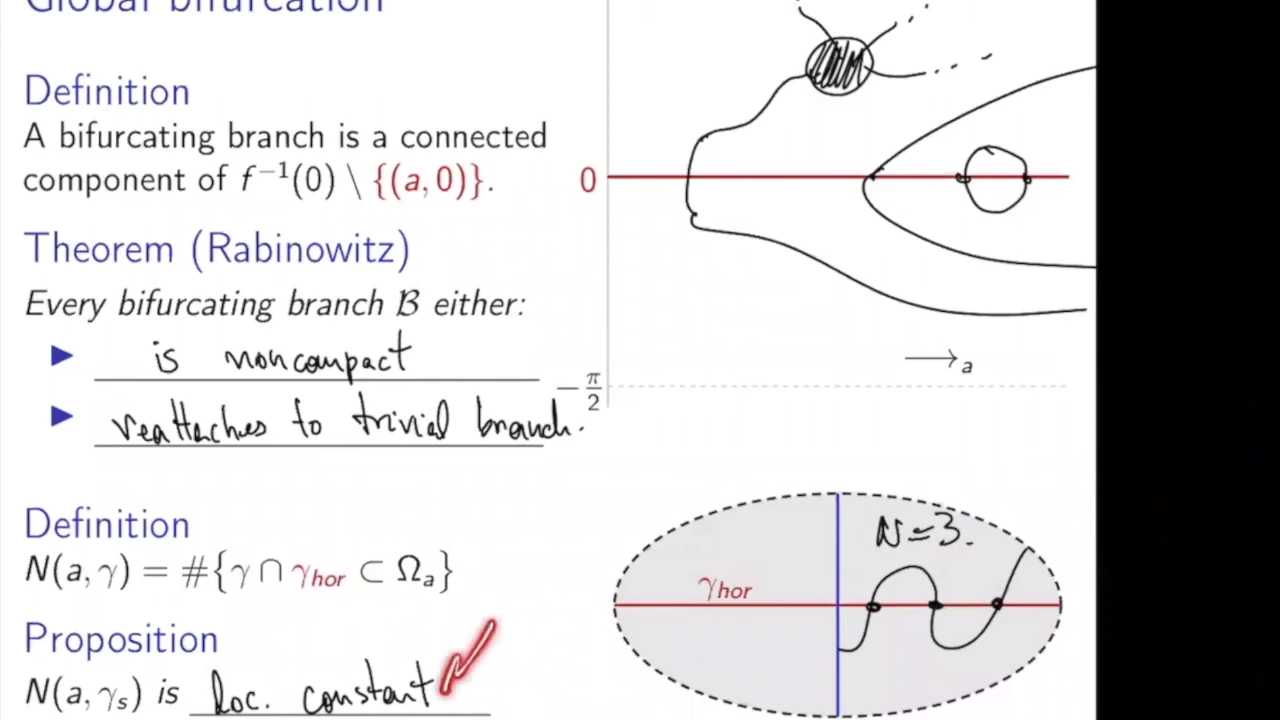 Global bifurcation
Definition
A bifurcating branch is a connected
component of f⁻¹(0) \ {(a, 0)}.
Theorem (Rabinowitz)
Every bifurcating branch ℬ either:
▶ is noncompact
▶ reattaches to trivial branch.
Definition
N(a, γ) = #{γ ∩ γhor ⊂ Ωa}
Proposition
N(a, γs) is loc. constant
0
⟶a
−π/2
N=3.
γhor